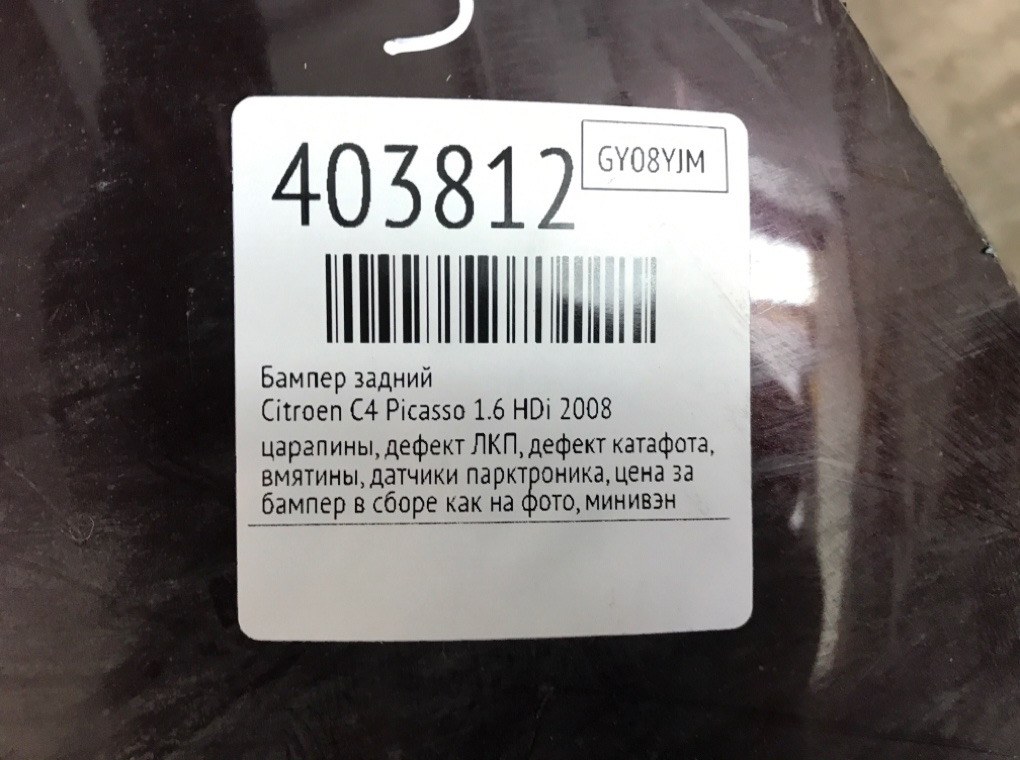 403812
GY08YJM
Бампер задний
Citroen C4 Picasso 1.6 HDi 2008
царапины, дефект ЛКП, дефект катафота,
вмятины, датчики парктроника, цена за
бампер в сборе как на фото, минивэн